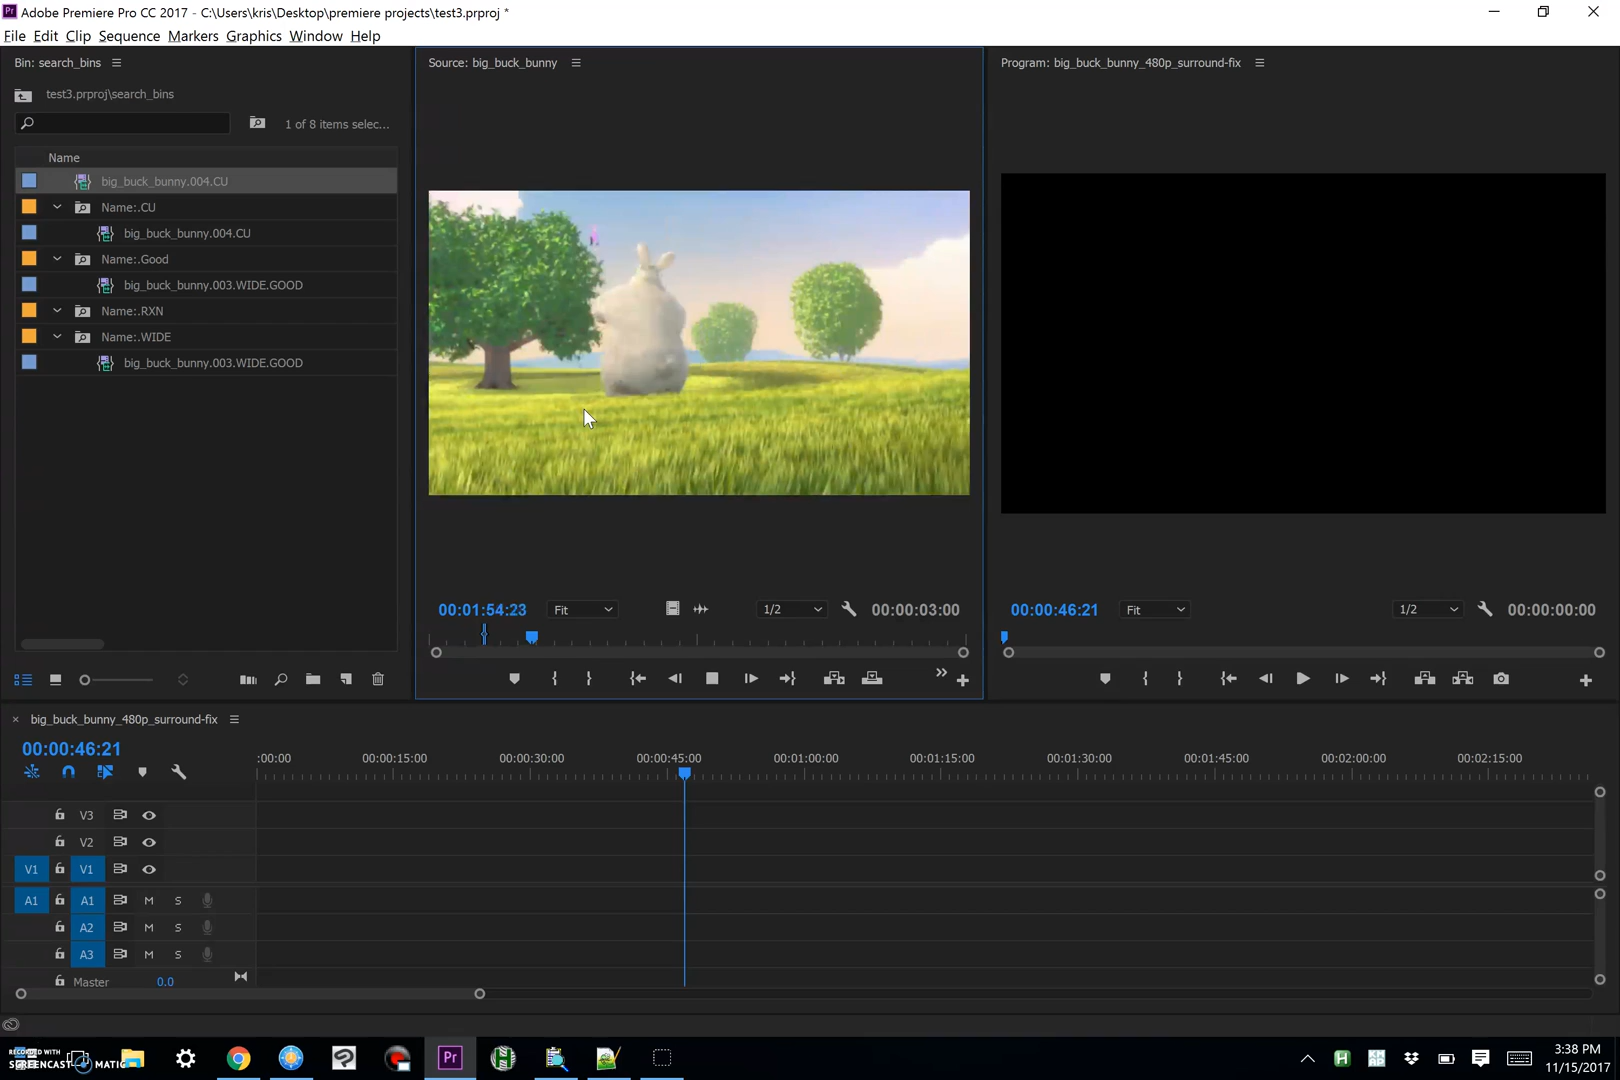 Pr Adobe Premiere Pro CC 2017 - C:\Users\kris\Desktop\premiere projects\test3.prproj *
File Edit Clip Sequence Markers Graphics Window Help
Bin: search_bins
test3.prproj\search_bins
1 of 8 items selec...
Name
big_buck_bunny.004.CU
Name:.CU
big_buck_bunny.004.CU
Name:.Good
big_buck_bunny.003.WIDE.GOOD
Name:.RXN
Name:.WIDE
big_buck_bunny.003.WIDE.GOOD
Source: big_buck_bunny
00:01:54:23 Fit 1/2 00:00:03:00
Program: big_buck_bunny_480p_surround-fix
00:00:46:21 Fit 1/2 00:00:00:00
× big_buck_bunny_480p_surround-fix
00:00:46:21
:00:00 00:00:15:00 00:00:30:00 00:00:45:00 00:01:00:00 00:01:15:00 00:01:30:00 00:01:45:00 00:02:00:00 00:02:15:00
V3
V2
V1 V1
A1 A1 M S
A2 M S
A3 M S
Master 0.0
RECORDED WITH
SCREENCAST MATIC
Pr
3:38 PM
11/15/2017